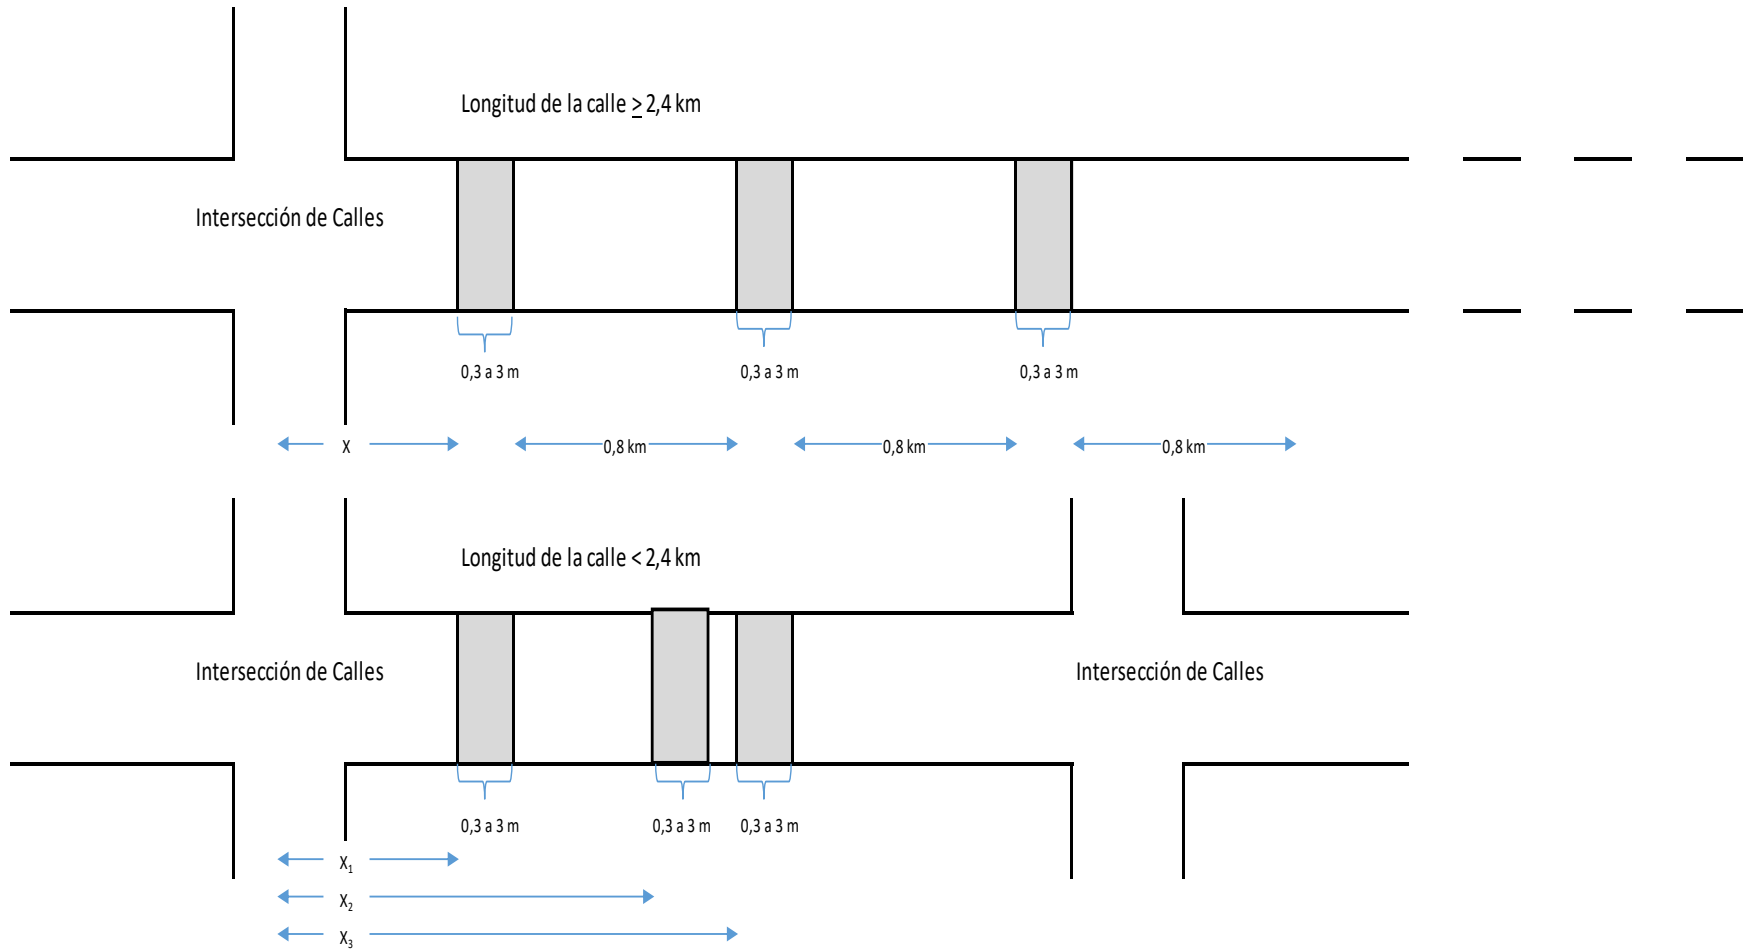 Longitud de la calle ≥ 2,4 km
Intersección de Calles
0,3 a 3 m
0,3 a 3 m
0,3 a 3 m
X
0,8 km
0,8 km
0,8 km
Longitud de la calle < 2,4 km
Intersección de Calles
Intersección de Calles
0,3 a 3 m
0,3 a 3 m
0,3 a 3 m
X₁
X₂
X₃